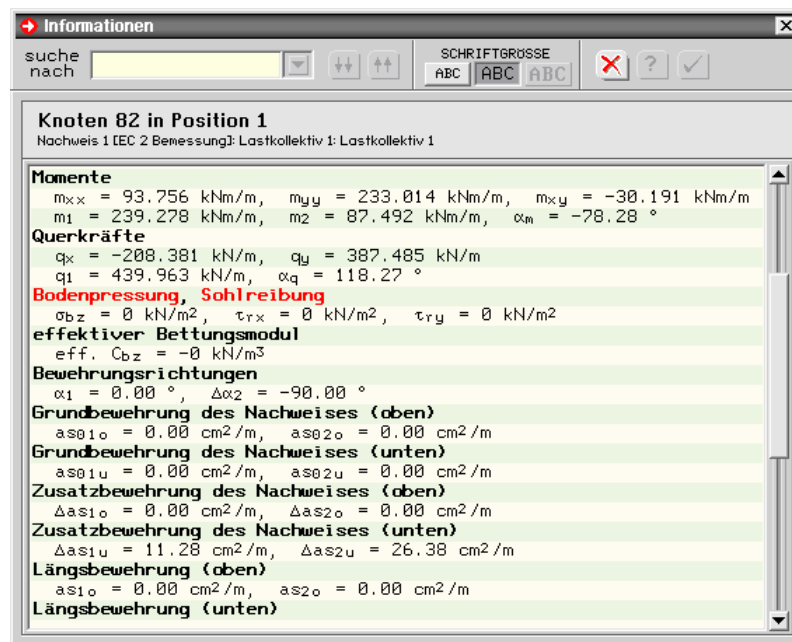 Informationen
suche nach
SCHRIFTGRÖSSE
ABC ABC ABC
Knoten 82 in Position 1
Nachweis 1 [EC 2 Bemessung]: Lastkollektiv 1: Lastkollektiv 1
Momente
mxx = 93.756 kNm/m, myy = 233.014 kNm/m, mxy = -30.191 kNm/m
m1 = 239.278 kNm/m, m2 = 87.492 kNm/m, αm = -78.28 °
Querkräfte
qx = -208.381 kN/m, qy = 387.485 kN/m
q1 = 439.963 kN/m, αq = 118.27 °
Bodenpressung, Sohlreibung
σbz = 0 kN/m², τrx = 0 kN/m², τry = 0 kN/m²
effektiver Bettungsmodul
eff. Cbz = -0 kN/m³
Bewehrungsrichtungen
α1 = 0.00 °, Δα2 = -90.00 °
Grundbewehrung des Nachweises (oben)
as01o = 0.00 cm²/m, as02o = 0.00 cm²/m
Grundbewehrung des Nachweises (unten)
as01u = 0.00 cm²/m, as02u = 0.00 cm²/m
Zusatzbewehrung des Nachweises (oben)
Δas1o = 0.00 cm²/m, Δas2o = 0.00 cm²/m
Zusatzbewehrung des Nachweises (unten)
Δas1u = 11.28 cm²/m, Δas2u = 26.38 cm²/m
Längsbewehrung (oben)
as1o = 0.00 cm²/m, as2o = 0.00 cm²/m
Längsbewehrung (unten)